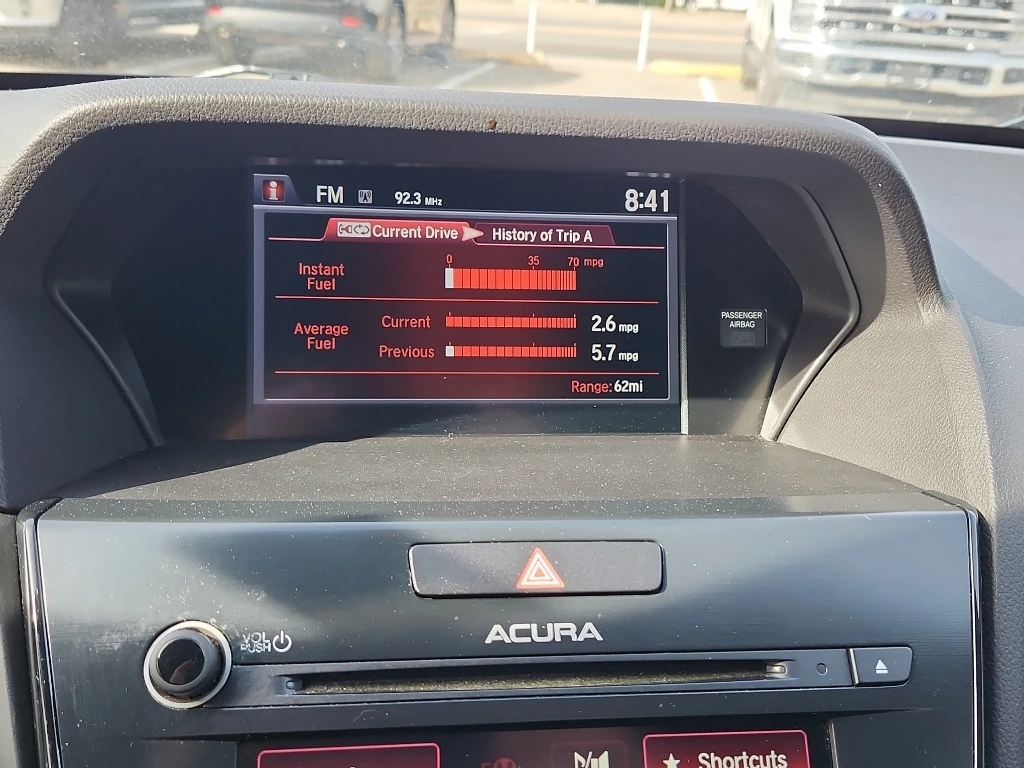 i FM 92.3 MHz 8:41
Current Drive History of Trip A
0 35 70 mpg
Instant
Fuel
Average
Fuel
Current 2.6 mpg
Previous 5.7 mpg
Range: 62mi
PASSENGER
AIRBAG
Ford
ACURA
VOL
PUSH
Shortcuts